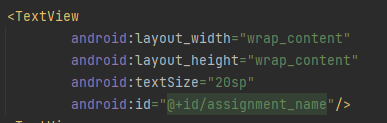 <TextView
android:layout_width="wrap_content"
android:layout_height="wrap_content"
android:textSize="20sp"
android:id="@+id/assignment_name"/>